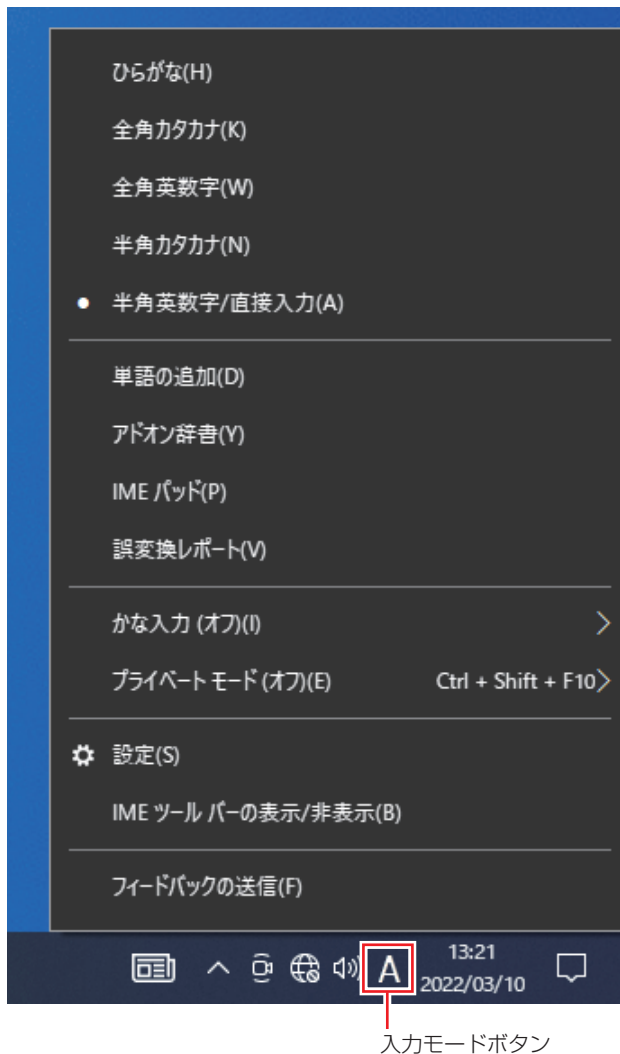 ひらがな(H)
全角カタカナ(K)
全角英数字(W)
半角カタカナ(N)
半角英数字/直接入力(A)
単語の追加(D)
アドオン辞書(Y)
IME パッド(P)
誤変換レポート(V)
かな入力 (オフ)(I)
プライベート モード (オフ)(E) Ctrl + Shift + F10
設定(S)
IME ツール バーの表示/非表示(B)
フィードバックの送信(F)
A 13:21
2022/03/10
入力モードボタン